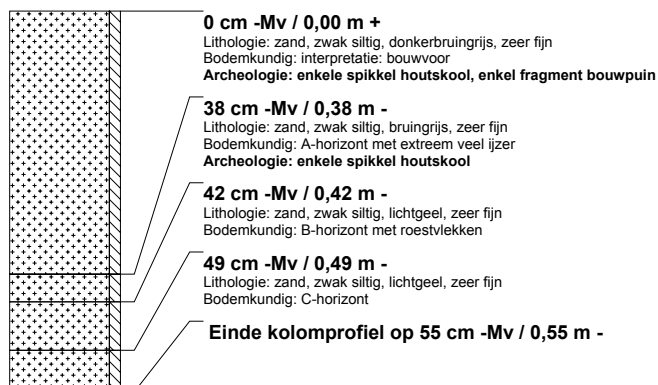 0 cm -Mv / 0,00 m +
Lithologie: zand, zwak siltig, donkerbruingrijs, zeer fijn
Bodemkundig: interpretatie: bouwvoor
Archeologie: enkele spikkel houtskool, enkel fragment bouwpuin
38 cm -Mv / 0,38 m -
Lithologie: zand, zwak siltig, bruingrijs, zeer fijn
Bodemkundig: A-horizont met extreem veel ijzer
Archeologie: enkele spikkel houtskool
42 cm -Mv / 0,42 m -
Lithologie: zand, zwak siltig, lichtgeel, zeer fijn
Bodemkundig: B-horizont met roestvlekken
49 cm -Mv / 0,49 m -
Lithologie: zand, zwak siltig, lichtgeel, zeer fijn
Bodemkundig: C-horizont
Einde kolomprofiel op 55 cm -Mv / 0,55 m -